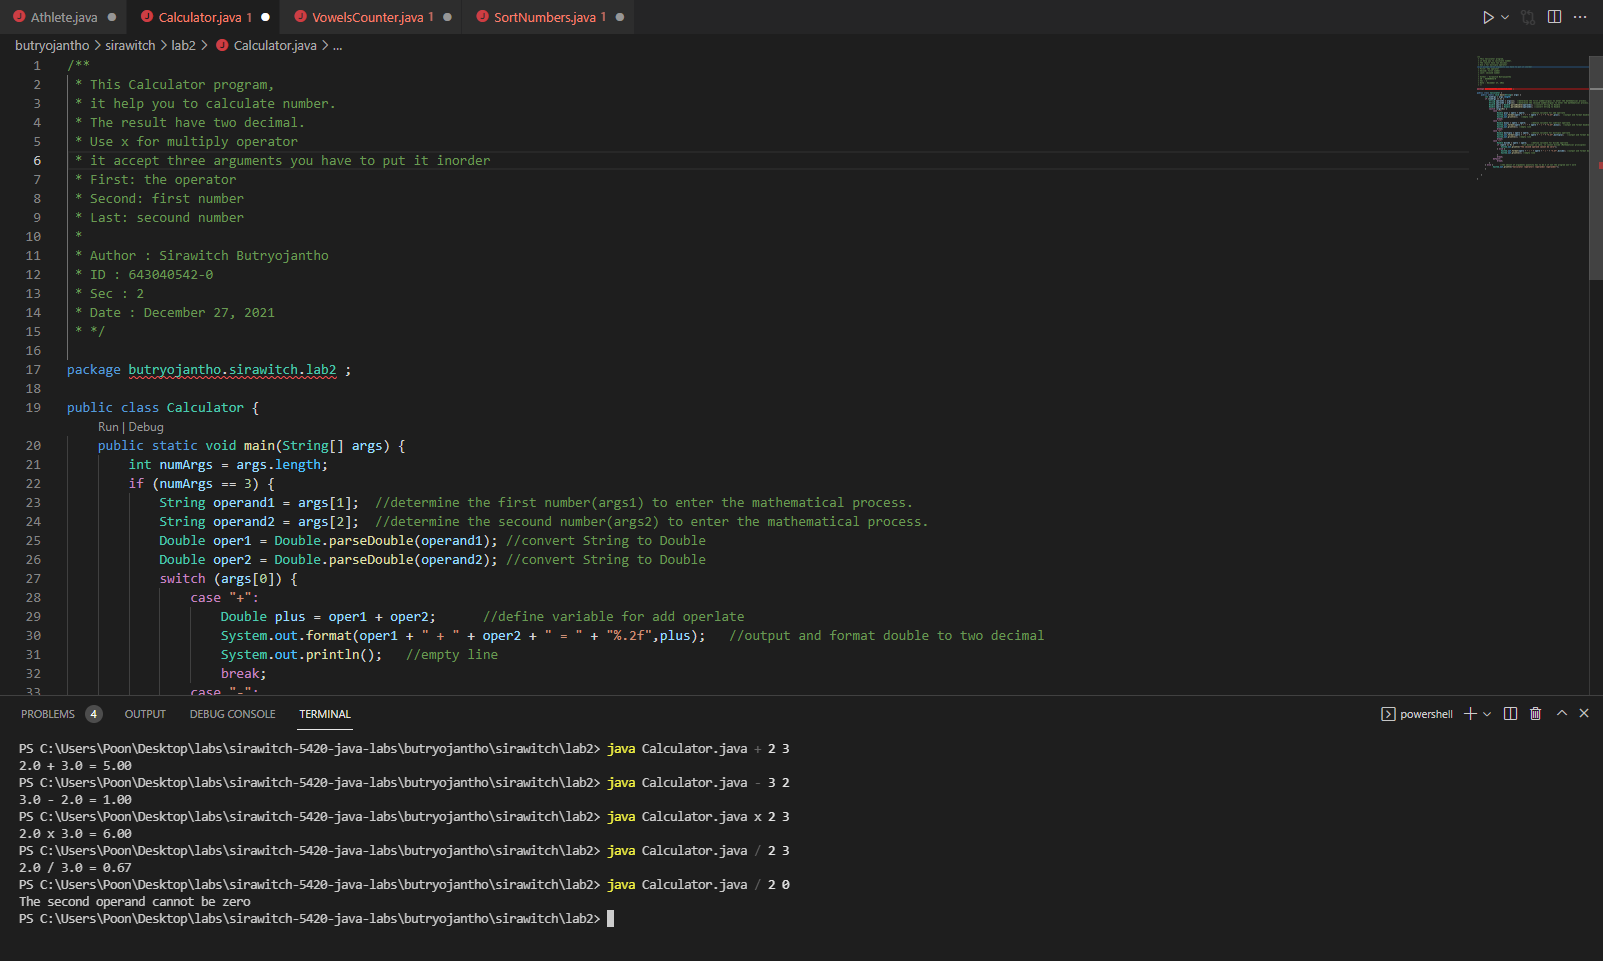 Athlete.java Calculator.java 1 VowelsCounter.java 1 SortNumbers.java 1
butryojantho > sirawitch > lab2 > Calculator.java > ...
1 /**
2 * This Calculator program,
3 * it help you to calculate number.
4 * The result have two decimal.
5 * Use x for multiply operator
6 * it accept three arguments you have to put it inorder
7 * First: the operator
8 * Second: first number
9 * Last: secound number
10 *
11 * Author : Sirawitch Butryojantho
12 * ID : 643040542-0
13 * Sec : 2
14 * Date : December 27, 2021
15 * */
16
17 package butryojantho.sirawitch.lab2 ;
18
19 public class Calculator {
Run | Debug
20 public static void main(String[] args) {
21 int numArgs = args.length;
22 if (numArgs == 3) {
23 String operand1 = args[1]; //determine the first number(args1) to enter the mathematical process.
24 String operand2 = args[2]; //determine the secound number(args2) to enter the mathematical process.
25 Double oper1 = Double.parseDouble(operand1); //convert String to Double
26 Double oper2 = Double.parseDouble(operand2); //convert String to Double
27 switch (args[0]) {
28 case "+":
29 Double plus = oper1 + oper2; //define variable for add operlate
30 System.out.format(oper1 + " + " + oper2 + " = " + "%.2f",plus); //output and format double to two decimal
31 System.out.println(); //empty line
32 break;
33 case "-":
PROBLEMS 4 OUTPUT DEBUG CONSOLE TERMINAL powershell
PS C:\Users\Poon\Desktop\labs\sirawitch-5420-java-labs\butryojantho\sirawitch\lab2> java Calculator.java + 2 3
2.0 + 3.0 = 5.00
PS C:\Users\Poon\Desktop\labs\sirawitch-5420-java-labs\butryojantho\sirawitch\lab2> java Calculator.java - 3 2
3.0 - 2.0 = 1.00
PS C:\Users\Poon\Desktop\labs\sirawitch-5420-java-labs\butryojantho\sirawitch\lab2> java Calculator.java x 2 3
2.0 x 3.0 = 6.00
PS C:\Users\Poon\Desktop\labs\sirawitch-5420-java-labs\butryojantho\sirawitch\lab2> java Calculator.java / 2 3
2.0 / 3.0 = 0.67
PS C:\Users\Poon\Desktop\labs\sirawitch-5420-java-labs\butryojantho\sirawitch\lab2> java Calculator.java / 2 0
The second operand cannot be zero
PS C:\Users\Poon\Desktop\labs\sirawitch-5420-java-labs\butryojantho\sirawitch\lab2>